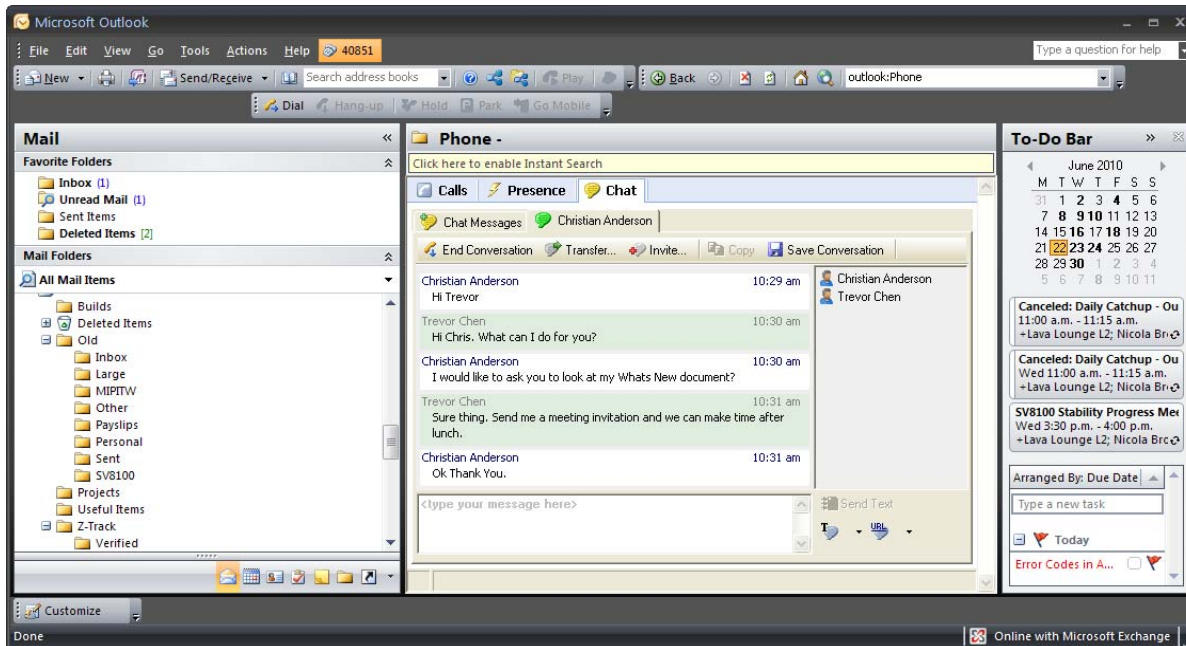 Microsoft Outlook
File Edit View Go Tools Actions Help 40851
Type a question for help
New Send/Receive Search address books Play Back outlook:Phone
Dial Hang-up Hold Park Go Mobile
Mail
Favorite Folders
Inbox (1)
Unread Mail (1)
Sent Items
Deleted Items [2]
Mail Folders
All Mail Items
Builds
Deleted Items
Old
Inbox
Large
MIPITW
Other
Payslips
Personal
Sent
SV8100
Projects
Useful Items
Z-Track
Verified
Phone -
Click here to enable Instant Search
Calls Presence Chat
Chat Messages Christian Anderson
End Conversation Transfer... Invite... Copy Save Conversation
Christian Anderson 10:29 am
Hi Trevor
Trevor Chen 10:30 am
Hi Chris. What can I do for you?
Christian Anderson 10:30 am
I would like to ask you to look at my Whats New document?
Trevor Chen 10:31 am
Sure thing. Send me a meeting invitation and we can make time after
lunch.
Christian Anderson 10:31 am
Ok Thank You.
Christian Anderson
Trevor Chen
<type your message here>
Send Text
T URL
To-Do Bar
June 2010
M T W T F S S
31 1 2 3 4 5 6
7 8 9 10 11 12 13
14 15 16 17 18 19 20
21 22 23 24 25 26 27
28 29 30 1 2 3 4
5 6 7 8 9 10 11
Canceled: Daily Catchup - Ou
11:00 a.m. - 11:15 a.m.
+Lava Lounge L2; Nicola Br
Canceled: Daily Catchup - Ou
Wed 11:00 a.m. - 11:15 a.m.
+Lava Lounge L2; Nicola Br
SV8100 Stability Progress Mee
Wed 3:30 p.m. - 4:00 p.m.
+Lava Lounge L2; Nicola Brc
Arranged By: Due Date
Type a new task
Today
Error Codes in A...
Customize
Done
Online with Microsoft Exchange